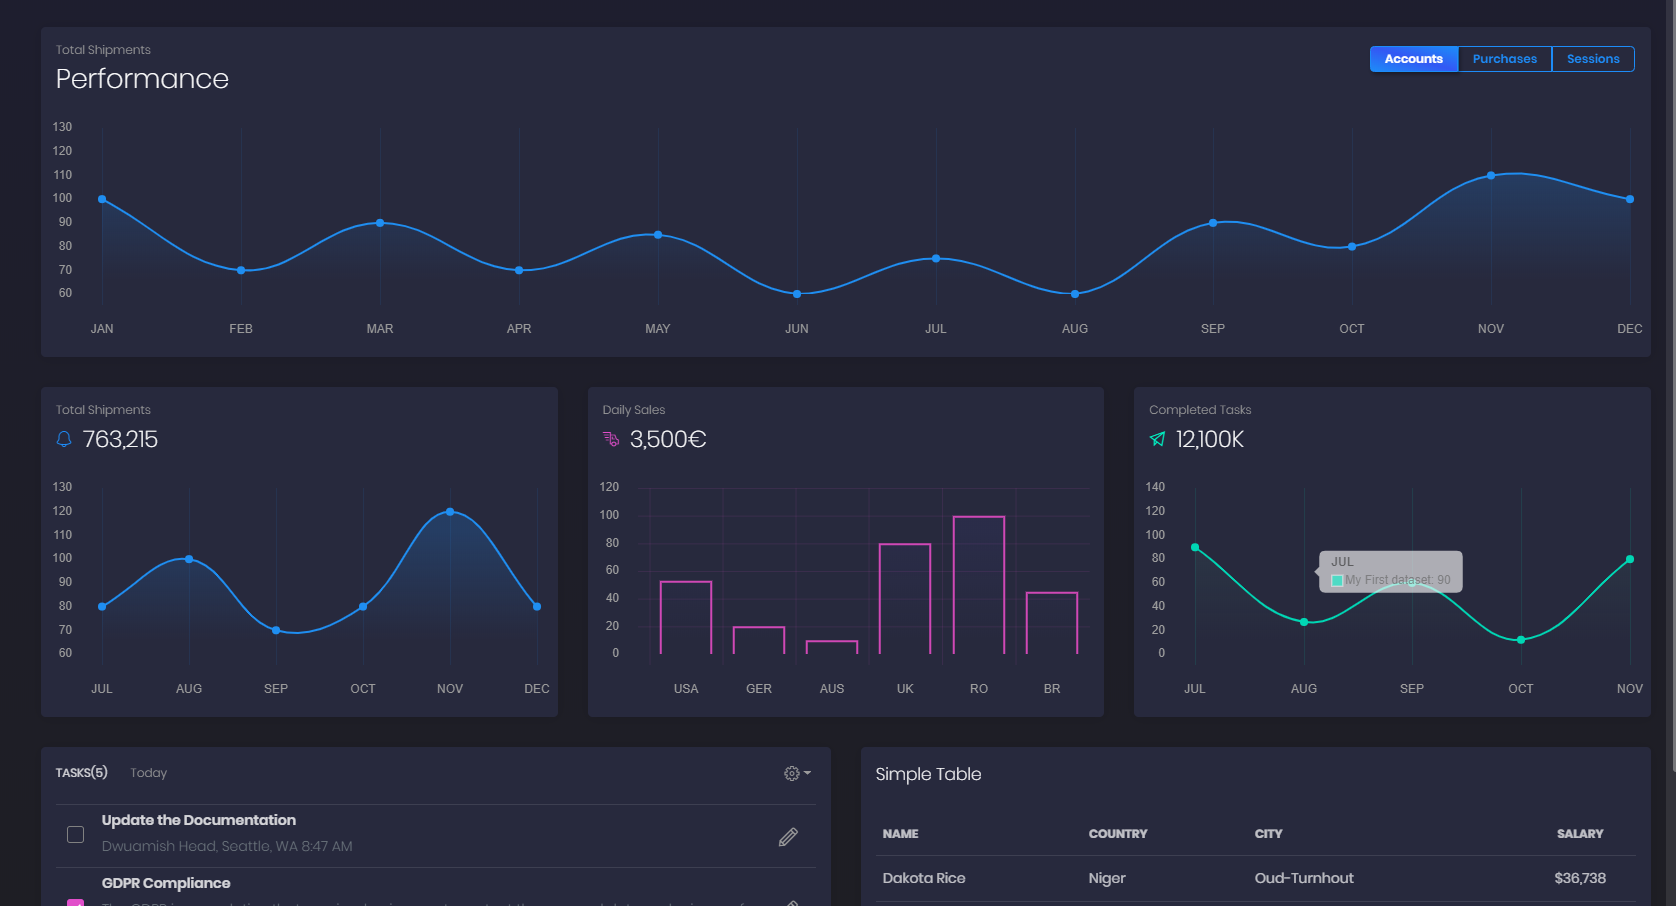 Total Shipments
Performance
Accounts Purchases Sessions
130
120
110
100
90
80
70
60
JAN FEB MAR APR MAY JUN JUL AUG SEP OCT NOV DEC
Total Shipments
763,215
130
120
110
100
90
80
70
60
JUL AUG SEP OCT NOV DEC
Daily Sales
3,500€
120
100
80
60
40
20
0
USA GER AUS UK RO BR
Completed Tasks
12,100K
140
120
100
80
60
40
20
0
JUL
My First dataset: 90
JUL AUG SEP OCT NOV
TASKS(5) Today
Update the Documentation
Dwuamish Head, Seattle, WA 8:47 AM
GDPR Compliance
Simple Table
NAME COUNTRY CITY SALARY
Dakota Rice Niger Oud-Turnhout $36,738